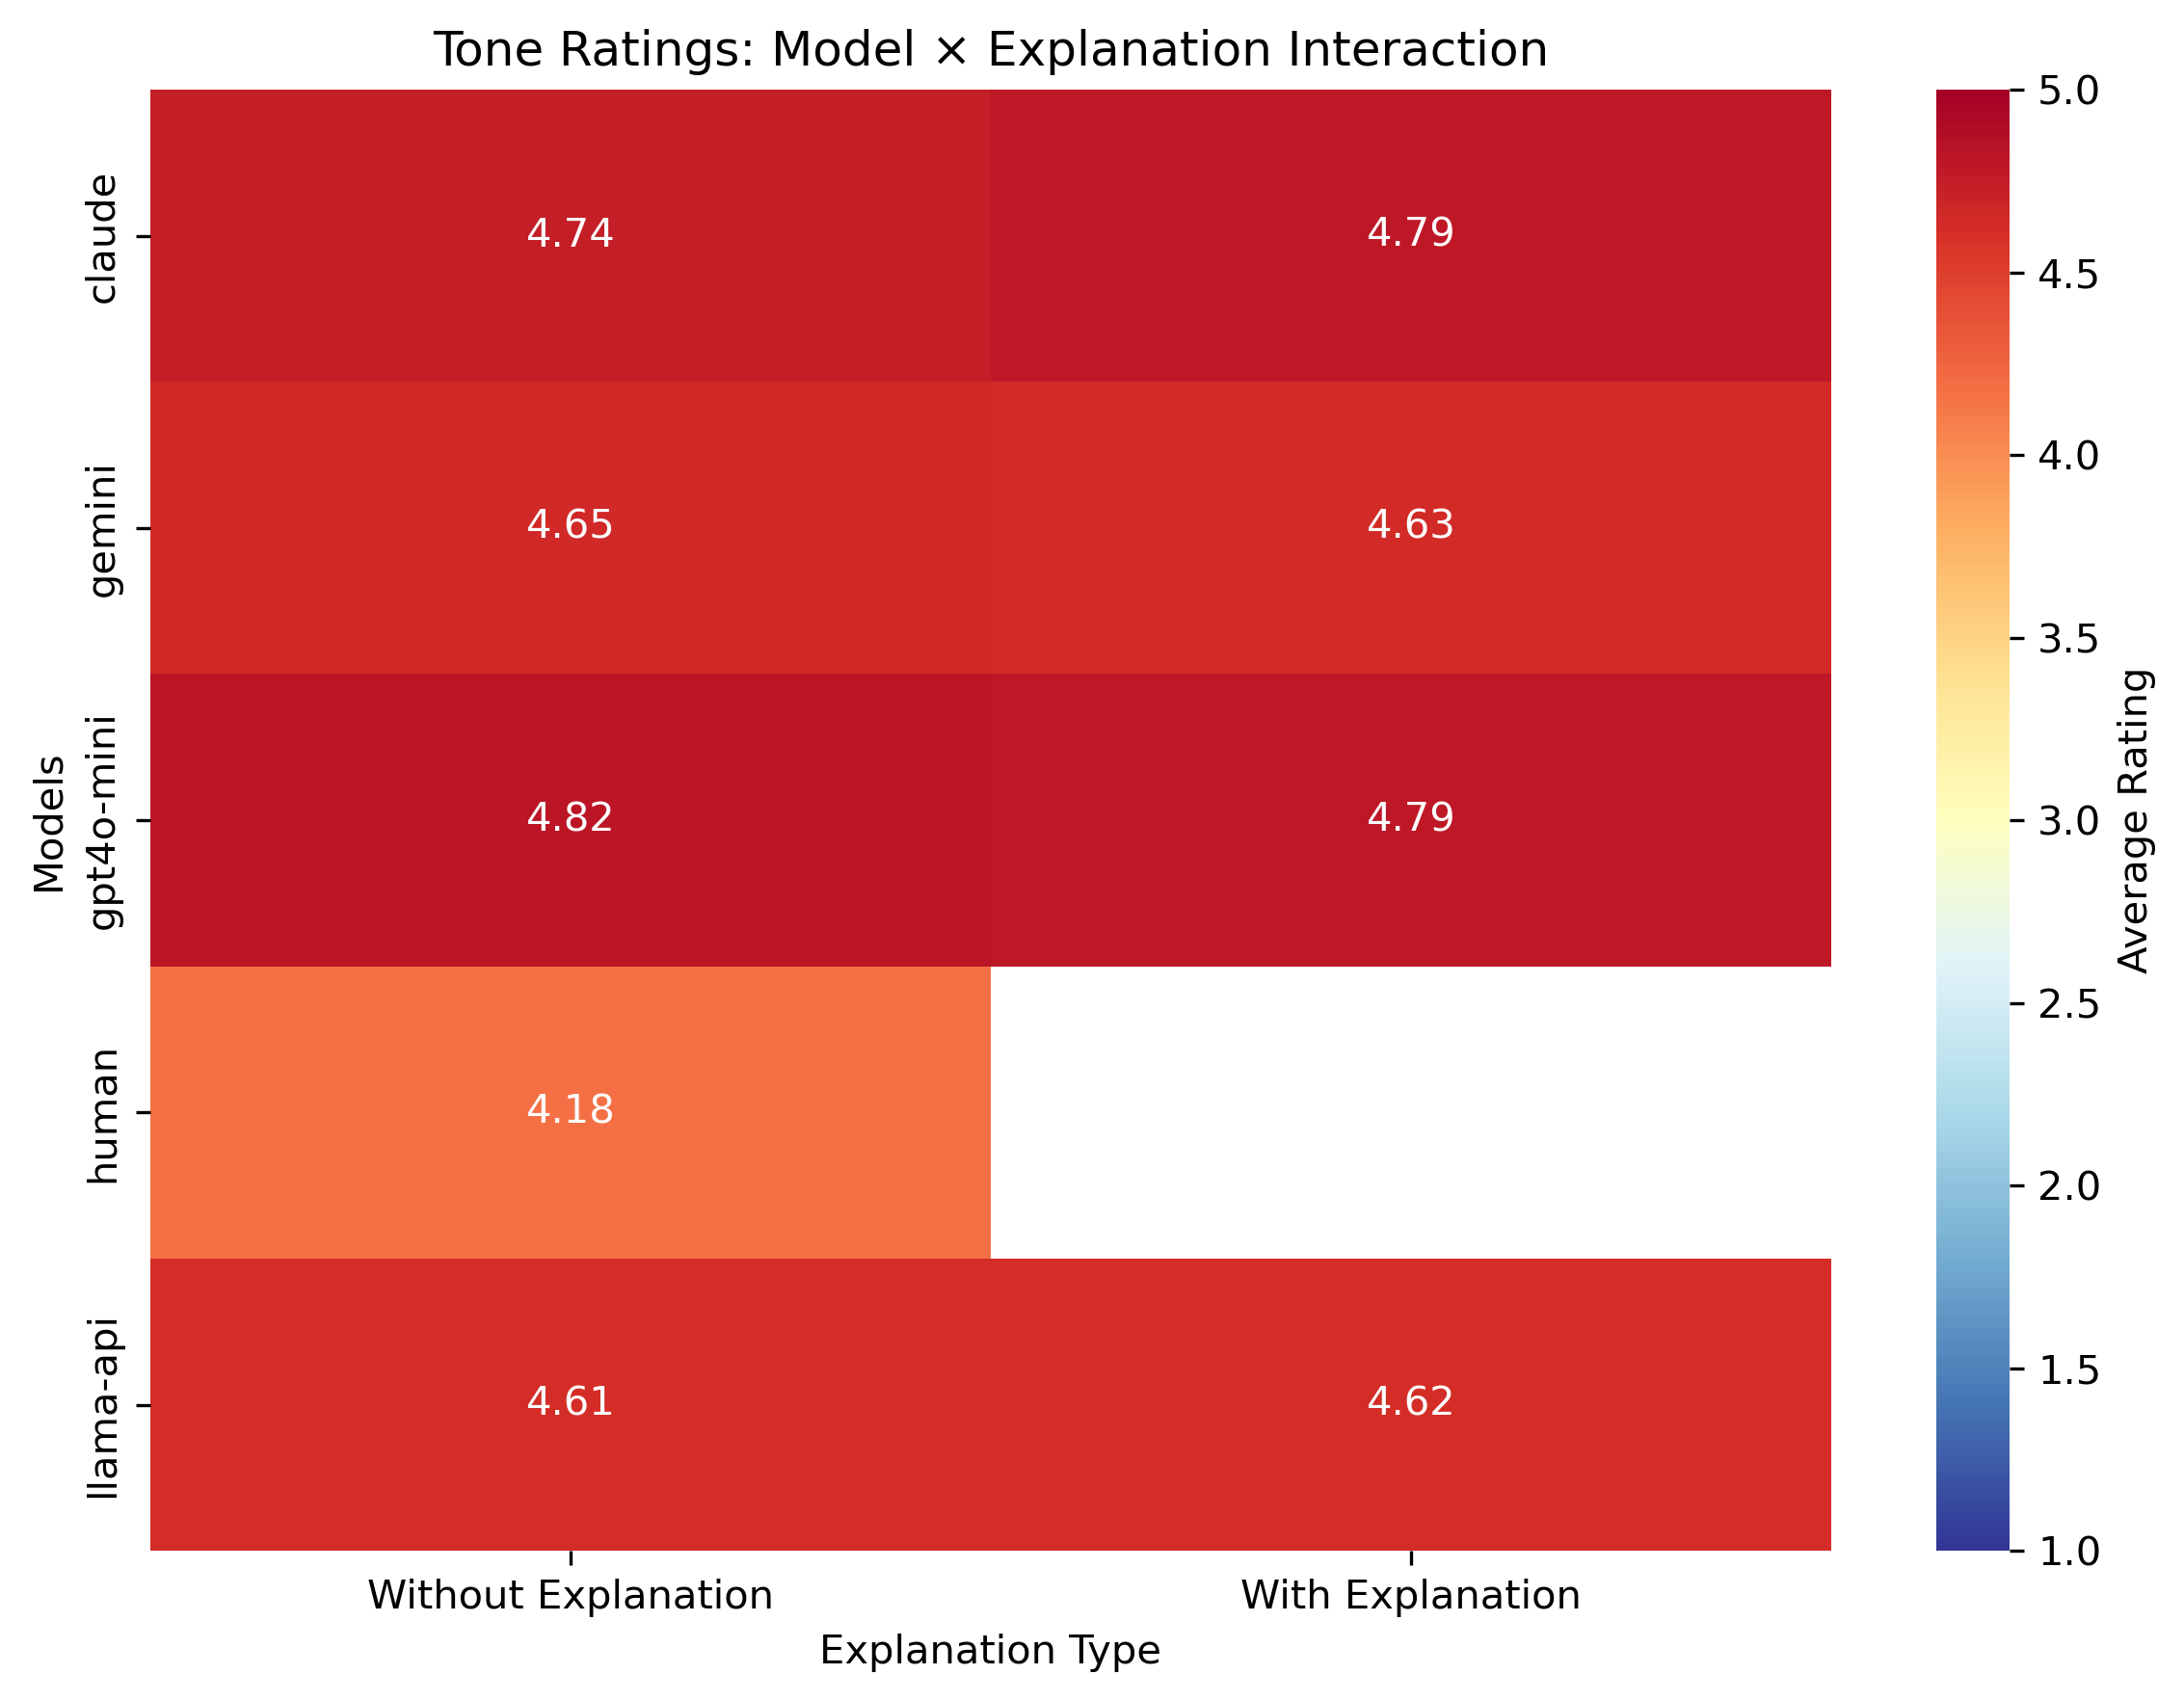 Tone Ratings: Model × Explanation Interaction
Models
claude
4.74
4.79
gemini
4.65
4.63
gpt4o-mini
4.82
4.79
human
4.18
llama-api
4.61
4.62
Without Explanation
With Explanation
Explanation Type
5.0
4.5
4.0
3.5
3.0
2.5
2.0
1.5
1.0
Average Rating